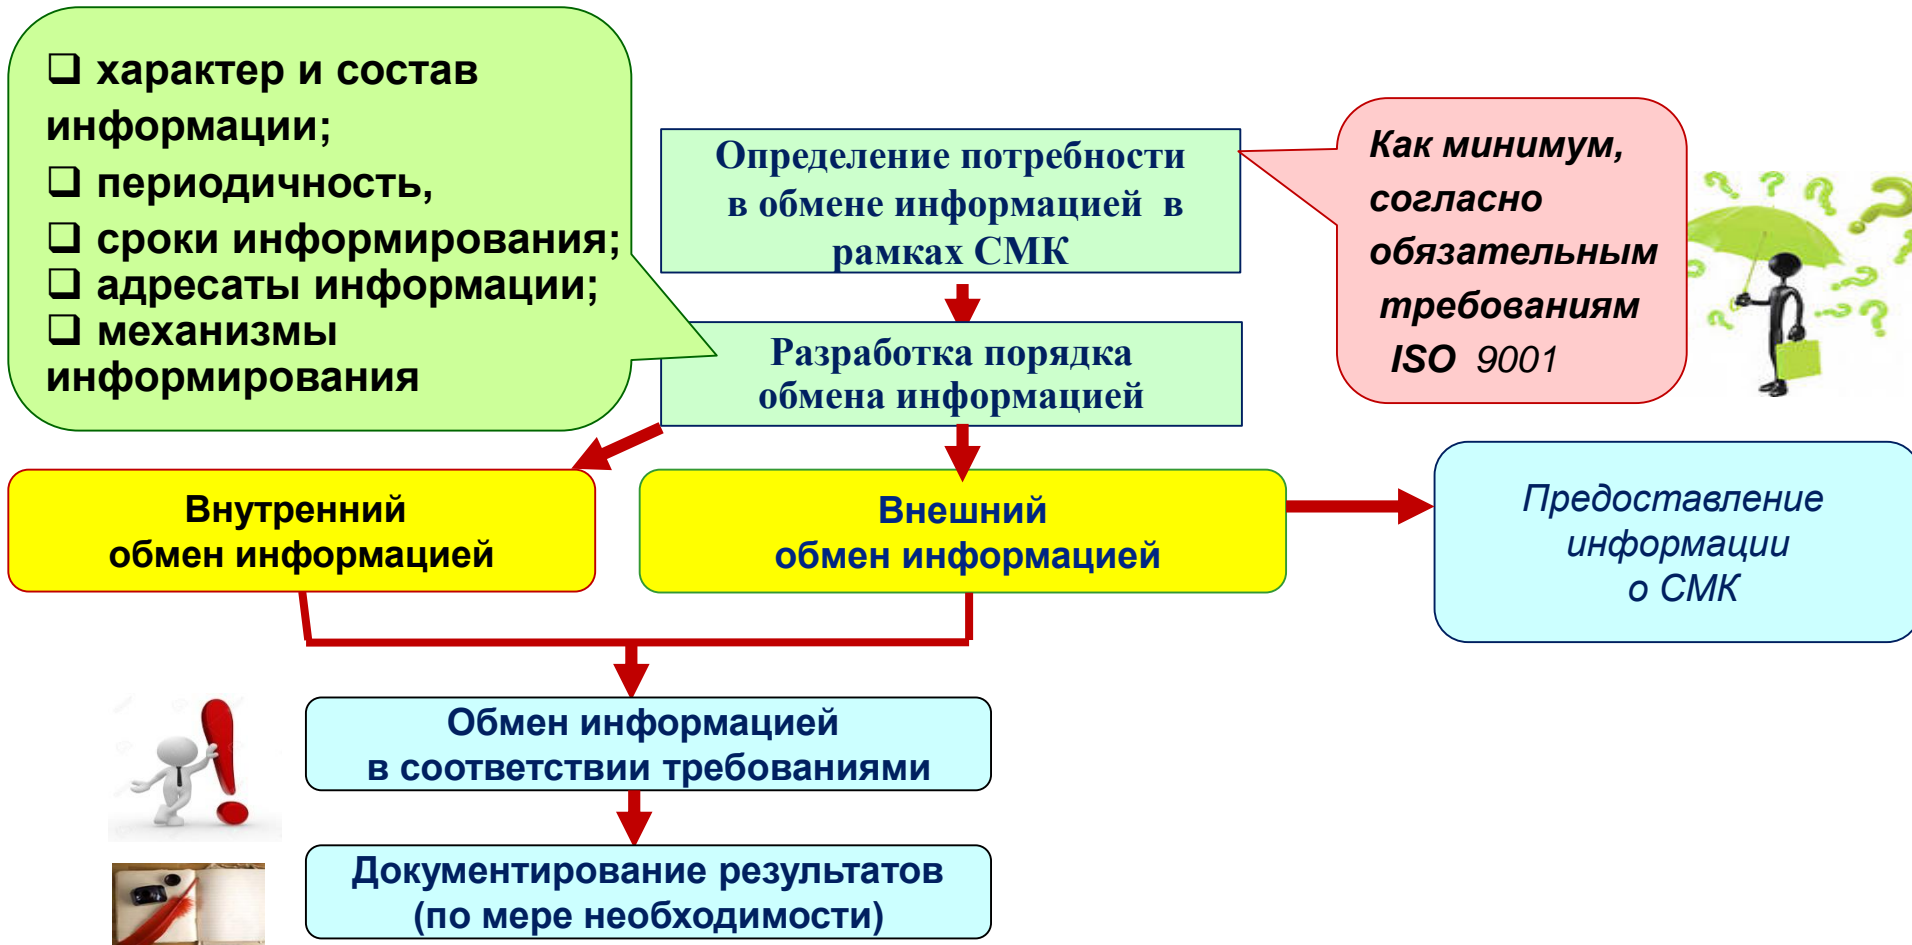 ❑ характер и состав
информации;
❑ периодичность,
❑ сроки информирования;
❑ адресаты информации;
❑ механизмы
информирования
Определение потребности
в обмене информацией в
рамках СМК
Как минимум,
согласно
обязательным
требованиям
ISO 9001
Разработка порядка
обмена информацией
Внутренний
обмен информацией
Внешний
обмен информацией
Предоставление
информации
о СМК
Обмен информацией
в соответствии требованиями
Документирование результатов
(по мере необходимости)